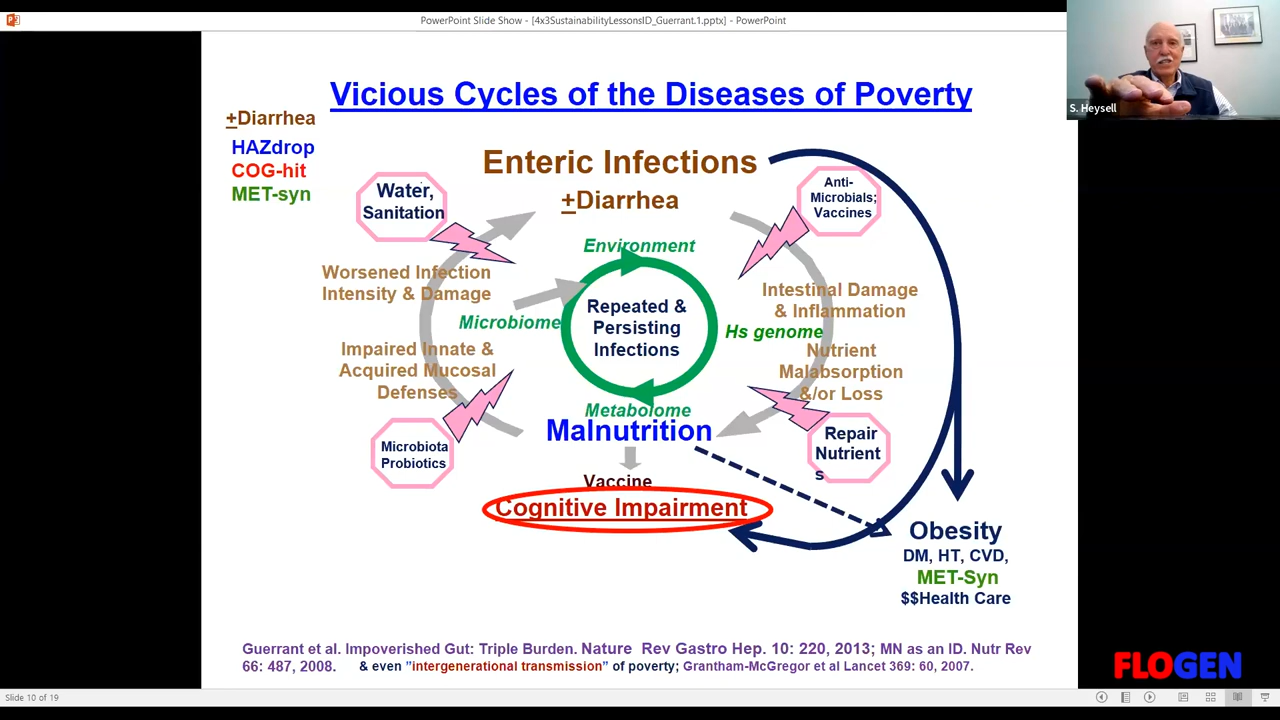 PowerPoint Slide Show - [4x3SustainabilityLessonsID_Guerrant.1.pptx] - PowerPoint
S. Heysell
Vicious Cycles of the Diseases of Poverty
+Diarrhea
HAZdrop
COG-hit
MET-syn
Enteric Infections
+Diarrhea
Water,
Sanitation
Anti-
Microbials;
Vaccines
Environment
Worsened Infection
Intensity & Damage
Intestinal Damage
& Inflammation
Repeated &
Persisting
Infections
Microbiome
Hs genome
Impaired Innate &
Acquired Mucosal
Defenses
Nutrient
Malabsorption
&/or Loss
Metabolome
Malnutrition
Microbiota
Probiotics
Repair
Nutrient
s
Vaccine
Cognitive Impairment
Obesity
DM, HT, CVD,
MET-Syn
$$Health Care
Guerrant et al. Impoverished Gut: Triple Burden. Nature Rev Gastro Hep. 10: 220, 2013; MN as an ID. Nutr Rev
66: 487, 2008. & even ”intergenerational transmission” of poverty; Grantham-McGregor et al Lancet 369: 60, 2007.
FLOGEN
Slide 10 of 19